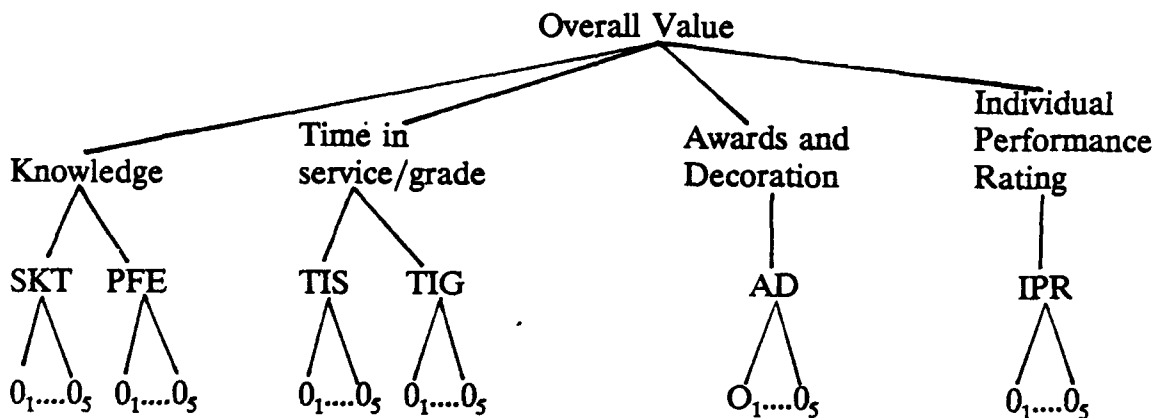 Overall Value
Knowledge
Time in
service/grade
Awards and
Decoration
Individual
Performance
Rating
SKT PFE TIS TIG AD IPR
0₁....0₅ 0₁....0₅ 0₁....0₅ 0₁....0₅ O₁....0₅ 0₁....0₅